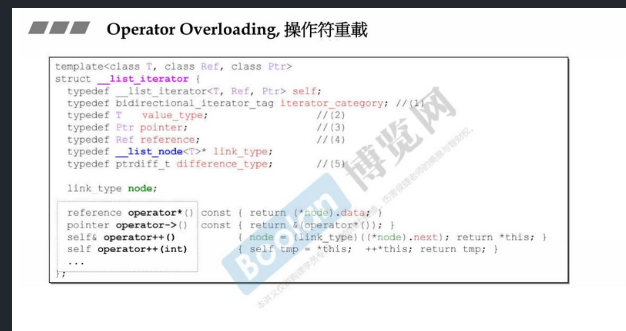 Operator Overloading, 操作符重載
template<class T, class Ref, class Ptr>
struct __list_iterator {
typedef __list_iterator<T, Ref, Ptr> self;
typedef bidirectional_iterator_tag iterator_category; //(1)
typedef T value_type; //(2)
typedef Ptr pointer; //(3)
typedef Ref reference; //(4)
typedef __list_node<T>* link_type;
typedef ptrdiff_t difference_type; //(5)
link_type node;
reference operator*() const { return (*node).data; }
pointer operator->() const { return &(operator*()); }
self& operator++() { node = (link_type)((*node).next); return *this; }
self operator++(int) { self tmp = *this; ++*this; return tmp; }
...
};
Boolan 博览网